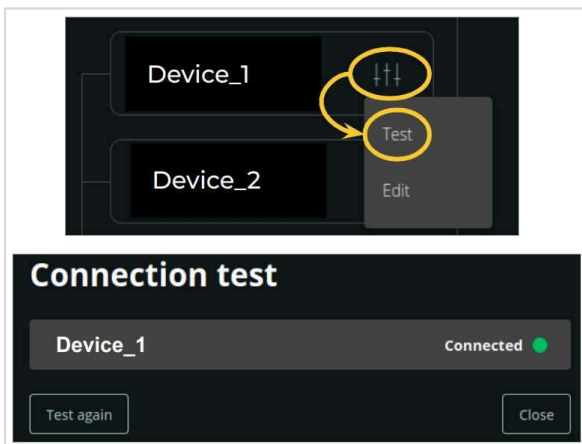 Device_1
Test
Device_2
Edit
Connection test
Device_1 Connected
Test again Close